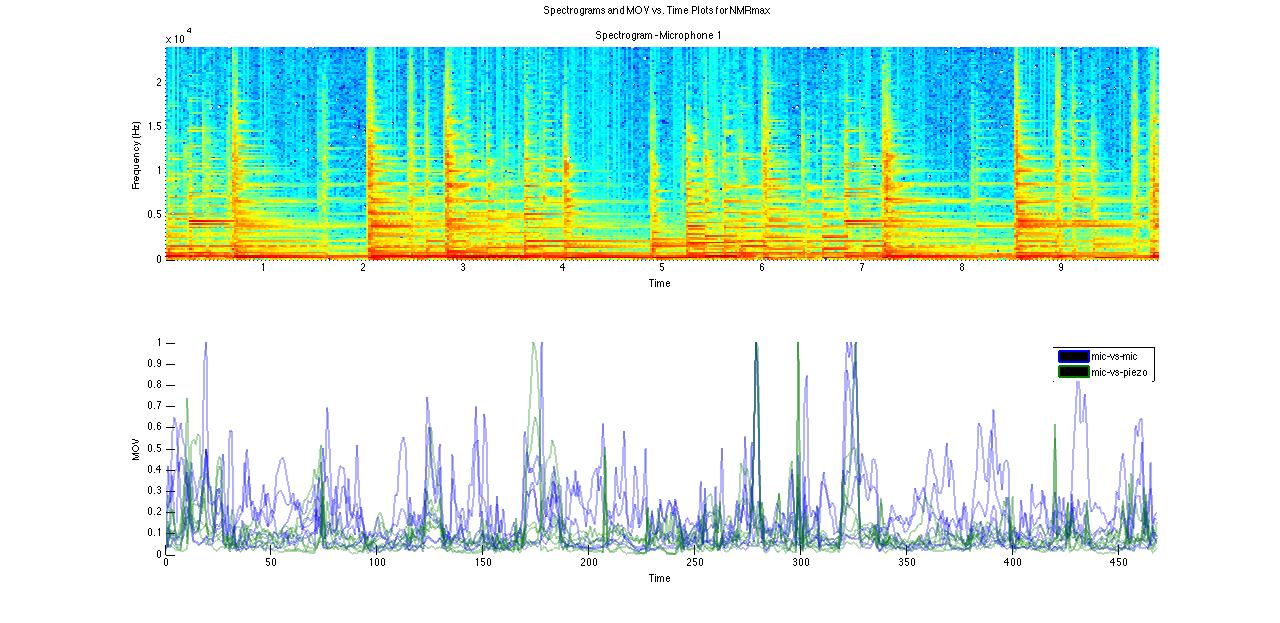 Spectrograms and MOV vs. Time Plots for NMRmax
Spectrogram - Microphone 1
x 10^4
2
1.5
1
0.5
0
Frequency (Hz)
1 2 3 4 5 6 7 8 9
Time
1
0.9
0.8
0.7
0.6
0.5
0.4
0.3
0.2
0.1
0
MOV
mic-vs-mic
mic-vs-piezo
0 50 100 150 200 250 300 350 400 450
Time